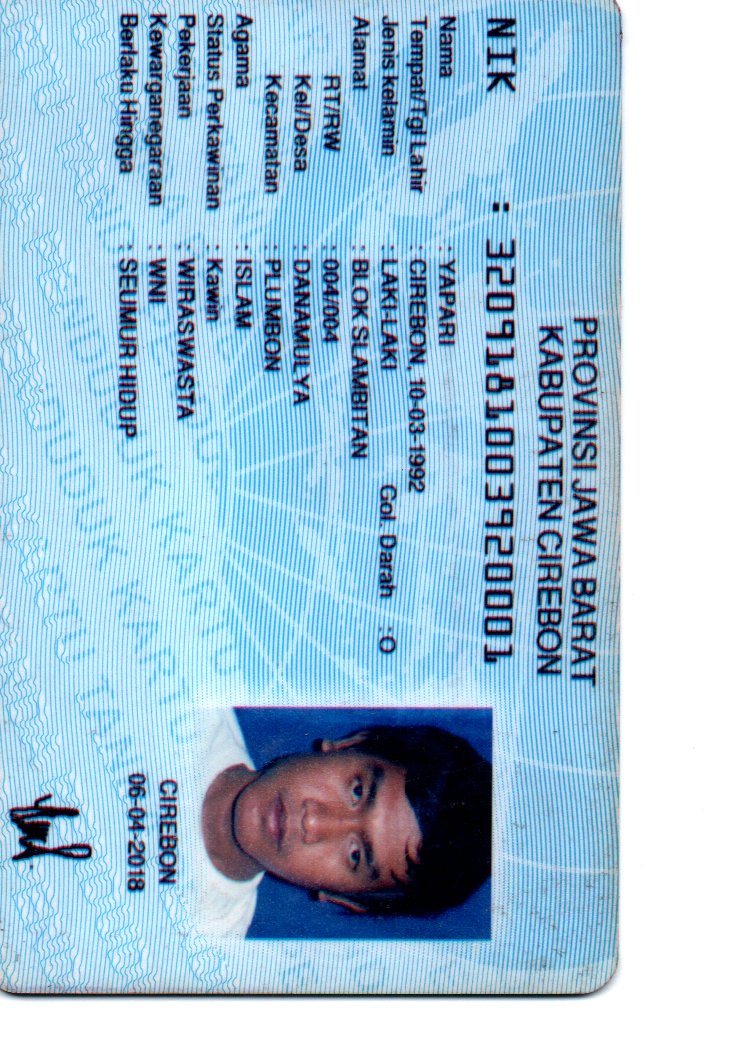 PROVINSI JAWA BARAT
KABUPATEN CIREBON
NIK : 3209181003920001
Nama : YAPARI
Tempat/Tgl Lahir : CIREBON, 10-03-1992
Jenis kelamin : LAKI-LAKI Gol. Darah :O
Alamat : BLOK SLAMBITAN
RT/RW : 004/004
Kel/Desa : DANAMULYA
Kecamatan : PLUMBON
Agama : ISLAM
Status Perkawinan : Kawin
Pekerjaan : WIRASWASTA
Kewarganegaraan : WNI
Berlaku Hingga : SEUMUR HIDUP
CIREBON
06-04-2018